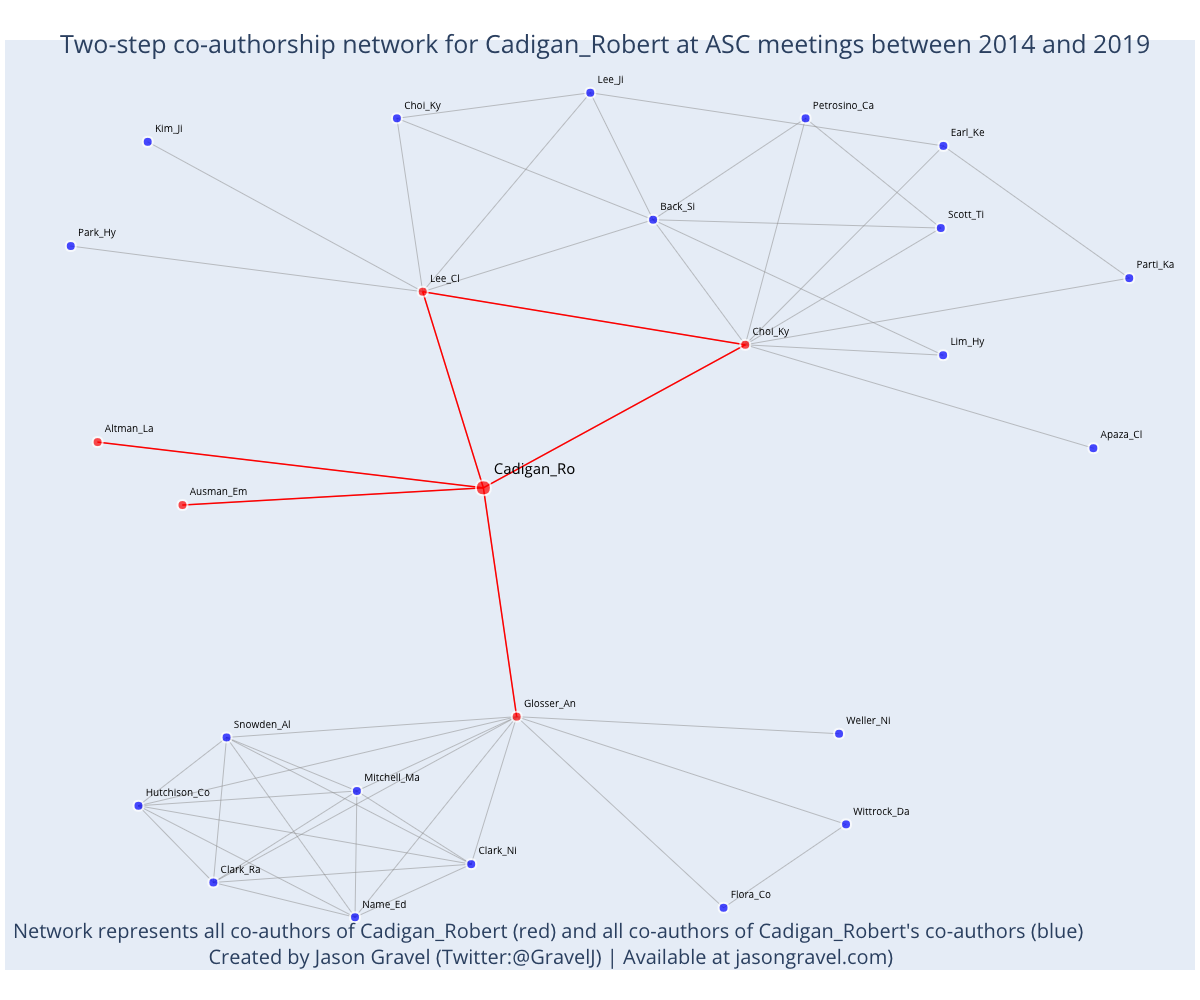 Two-step co-authorship network for Cadigan_Robert at ASC meetings between 2014 and 2019
Lee_Ji
Choi_Ky
Petrosino_Ca
Kim_Ji
Earl_Ke
Back_Si
Scott_Ti
Park_Hy
Parti_Ka
Lee_Cl
Choi_Ky
Lim_Hy
Altman_La
Apaza_Cl
Cadigan_Ro
Ausman_Em
Glosser_An
Weller_Ni
Snowden_Al
Mitchell_Ma
Hutchison_Co
Wittrock_Da
Clark_Ni
Clark_Ra
Flora_Co
Name_Ed
Network represents all co-authors of Cadigan_Robert (red) and all co-authors of Cadigan_Robert's co-authors (blue)
Created by Jason Gravel (Twitter:@GravelJ) | Available at jasongravel.com)